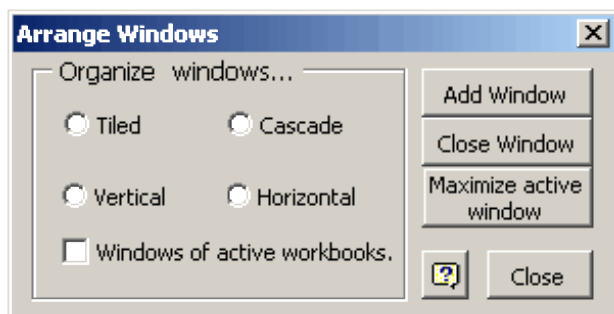 Arrange Windows
Organize windows...
Tiled
Cascade
Vertical
Horizontal
Windows of active workbooks.
Add Window
Close Window
Maximize active
window
?
Close